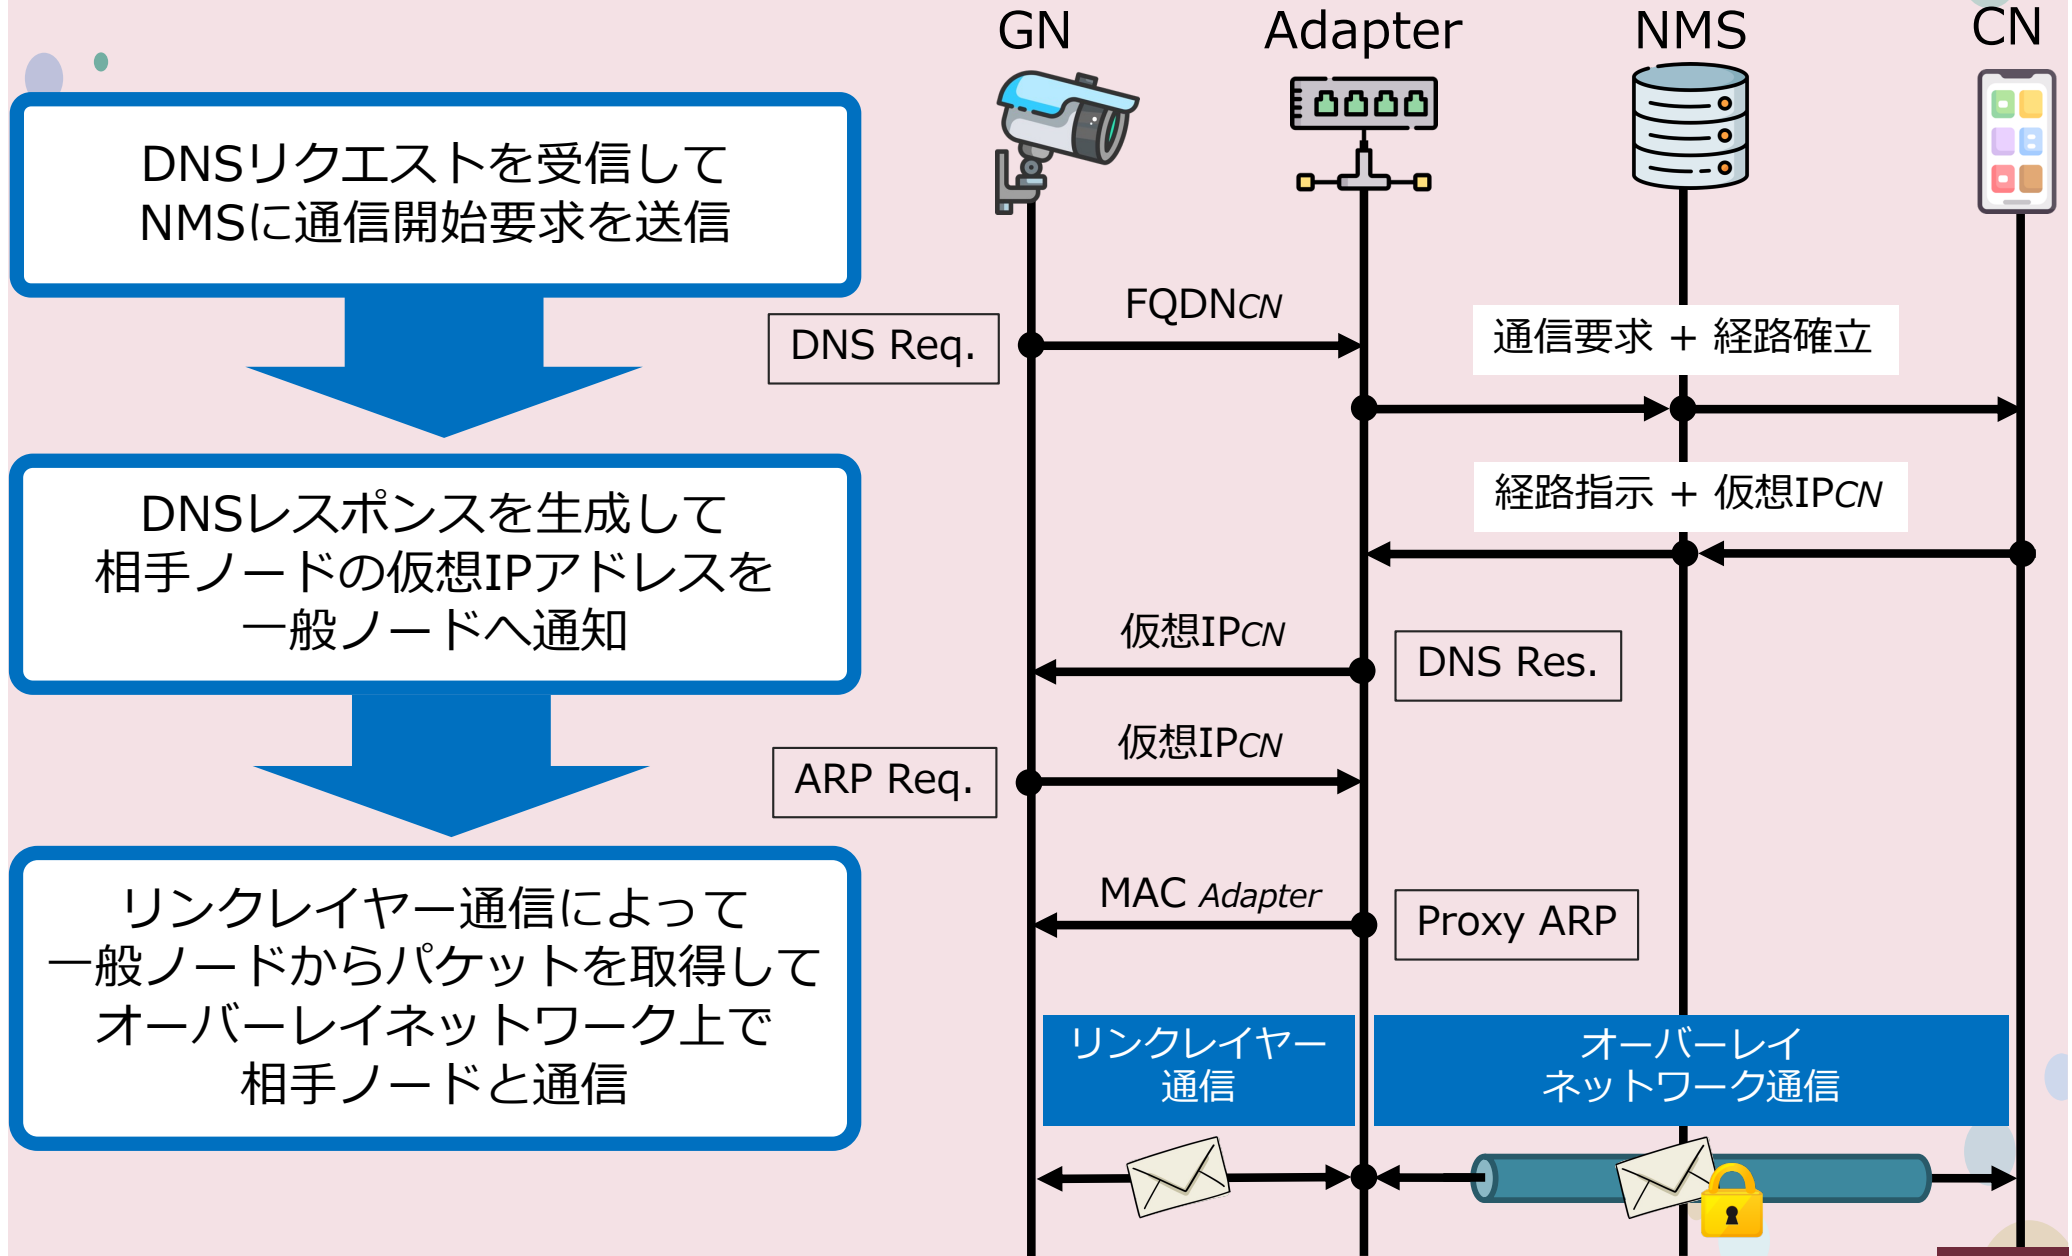 GN
Adapter
NMS
CN
DNSリクエストを受信して
NMSに通信開始要求を送信
DNSレスポンスを生成して
相手ノードの仮想IPアドレスを
一般ノードへ通知
リンクレイヤー通信によって
一般ノードからパケットを取得して
オーバーレイネットワーク上で
相手ノードと通信
DNS Req.
FQDNCN
通信要求 + 経路確立
経路指示 + 仮想IPCN
仮想IPCN
DNS Res.
仮想IPCN
ARP Req.
MAC Adapter
Proxy ARP
リンクレイヤー
通信
オーバーレイ
ネットワーク通信